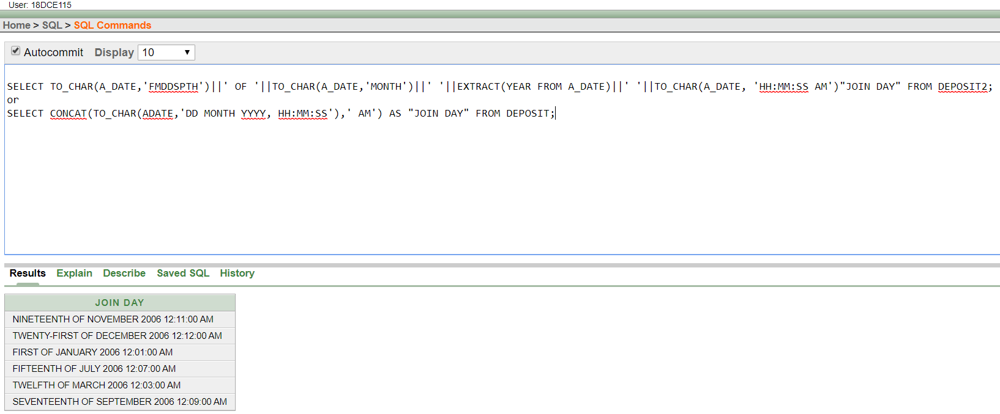 User: 18DCE115
Home > SQL > SQL Commands
Autocommit Display 10
SELECT TO_CHAR(A_DATE,'FMDDSPTH')||' OF '||TO_CHAR(A_DATE,'MONTH')||' '||EXTRACT(YEAR FROM A_DATE)||' '||TO_CHAR(A_DATE, 'HH:MM:SS AM')"JOIN DAY" FROM DEPOSIT2;
or
SELECT CONCAT(TO_CHAR(ADATE,'DD MONTH YYYY, HH:MM:SS'),' AM') AS "JOIN DAY" FROM DEPOSIT;
Results Explain Describe Saved SQL History
JOIN DAY
NINETEENTH OF NOVEMBER 2006 12:11:00 AM
TWENTY-FIRST OF DECEMBER 2006 12:12:00 AM
FIRST OF JANUARY 2006 12:01:00 AM
FIFTEENTH OF JULY 2006 12:07:00 AM
TWELFTH OF MARCH 2006 12:03:00 AM
SEVENTEENTH OF SEPTEMBER 2006 12:09:00 AM